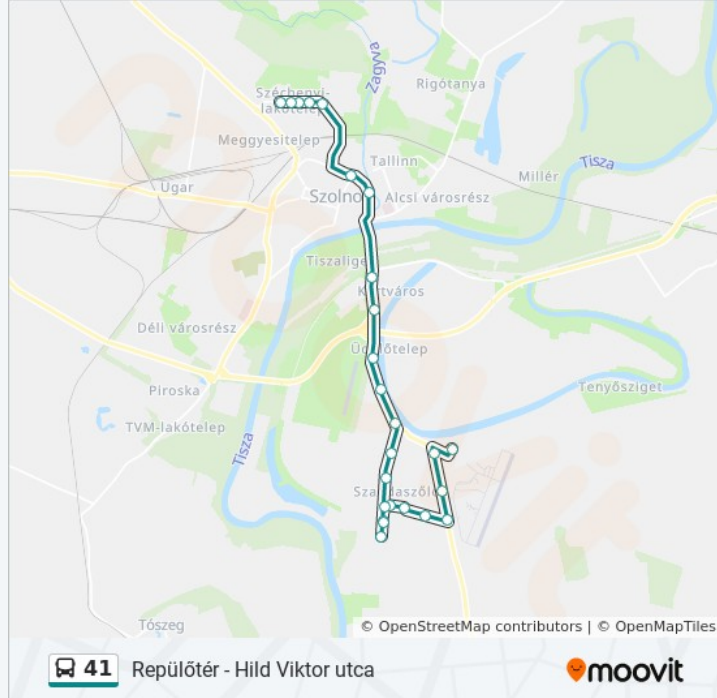 Zagyva
Rigótanya
Széchenyi-
lakótelep
Meggyesitelep
Tallinn
Tisza
Millér
Ugar
Szolno
Alcsi városrész
Tiszaliget
Kertváros
Déli városrész
Üdülőtelep
Piroska
Tenyősziget
TVM-lakótelep
Tisza
Szandaszőlő
Tószeg
© OpenStreetMap contributors | © OpenMapTiles
41 Repülőtér - Hild Viktor utca
moovit